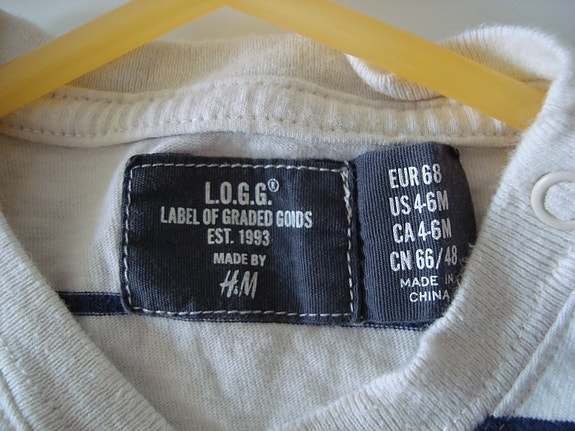 L.O.G.G.®
LABEL OF GRADED GOODS
EST. 1993
MADE BY
H&M
EUR 68
US 4-6M
CA 4-6M
CN 66/48
MADE IN
CHINA